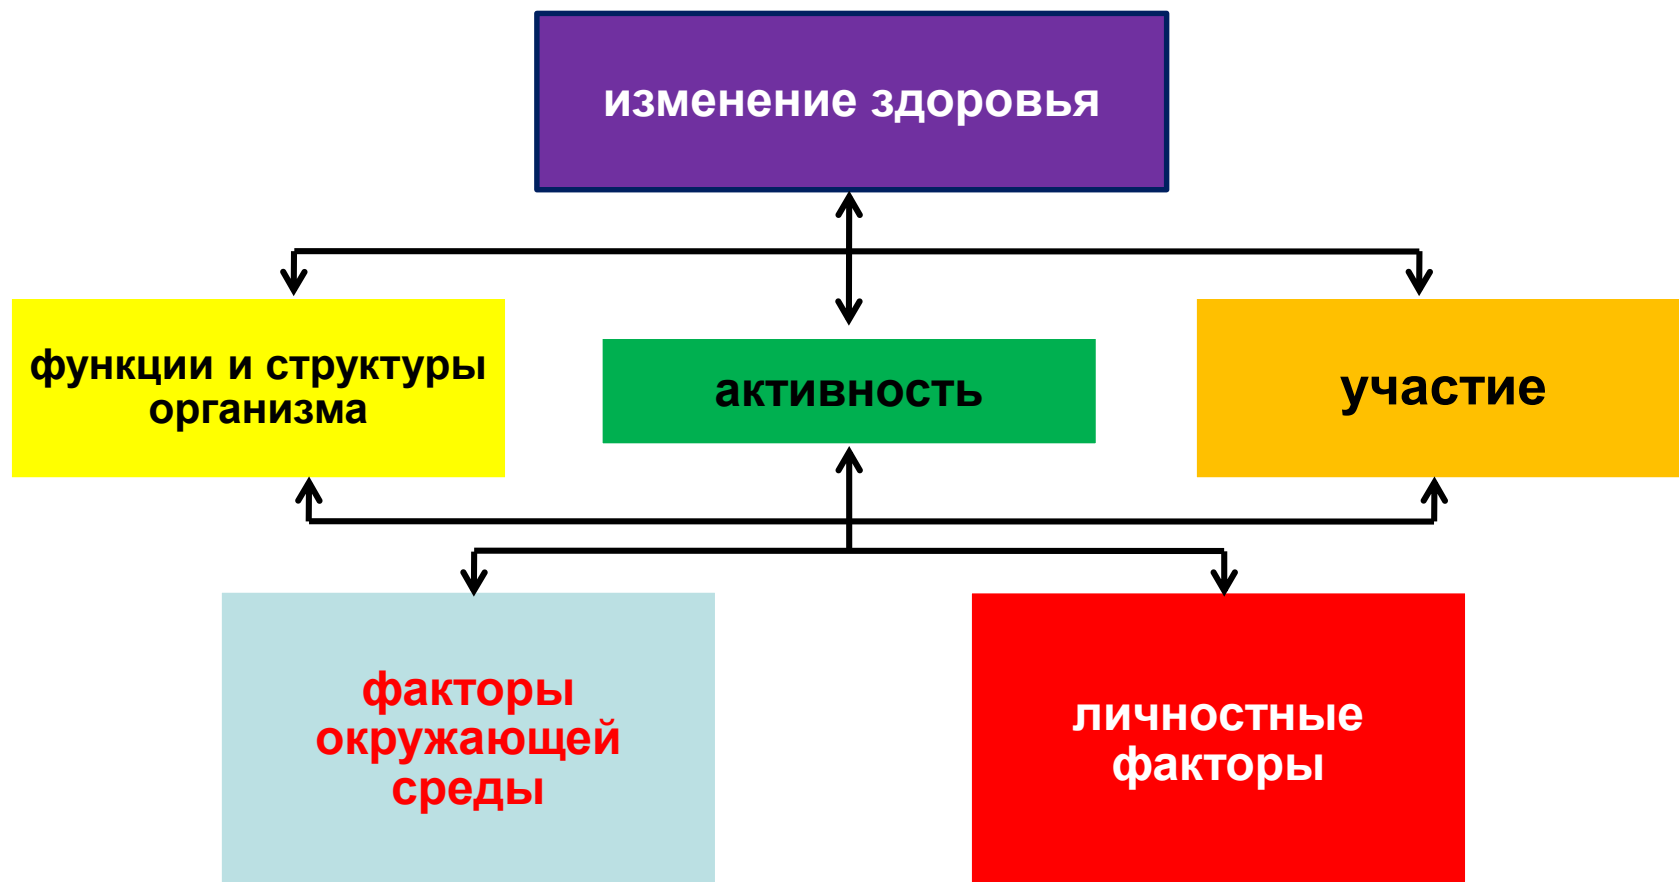 изменение здоровья
функции и структуры
организма
активность
участие
факторы
окружающей
среды
личностные
факторы